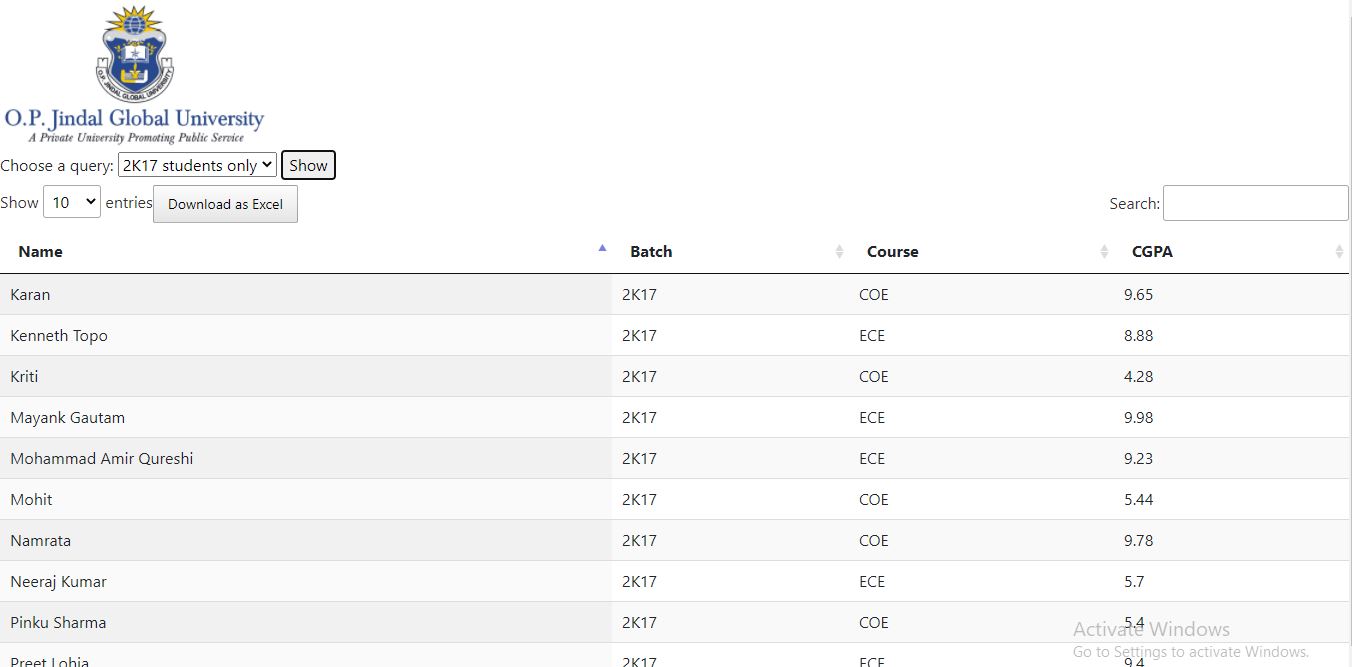 O.P. JINDAL GLOBAL UNIVERSITY
O.P. Jindal Global University
A Private University Promoting Public Service
Choose a query: 2K17 students only Show
Show 10 entries Download as Excel Search:
Name Batch Course CGPA
Karan 2K17 COE 9.65
Kenneth Topo 2K17 ECE 8.88
Kriti 2K17 COE 4.28
Mayank Gautam 2K17 ECE 9.98
Mohammad Amir Qureshi 2K17 ECE 9.23
Mohit 2K17 COE 5.44
Namrata 2K17 COE 9.78
Neeraj Kumar 2K17 ECE 5.7
Pinku Sharma 2K17 COE 5.4
Activate Windows
Go to Settings to activate Windows.
Preet Lohia 2K17 ECE 9.4